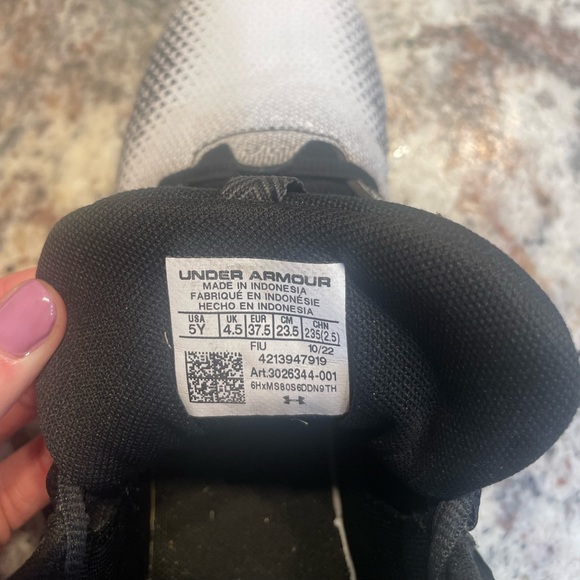 UNDER ARMOUR
MADE IN INDONESIA
FABRIQUÉ EN INDONÉSIE
HECHO EN INDONESIA
USA UK EUR CM CHN
5Y 4.5 37.5 23.5 235(2.5)
FIU 10/22
4213947919
Art.3026344-001
6HxMS80S6DDN9TH